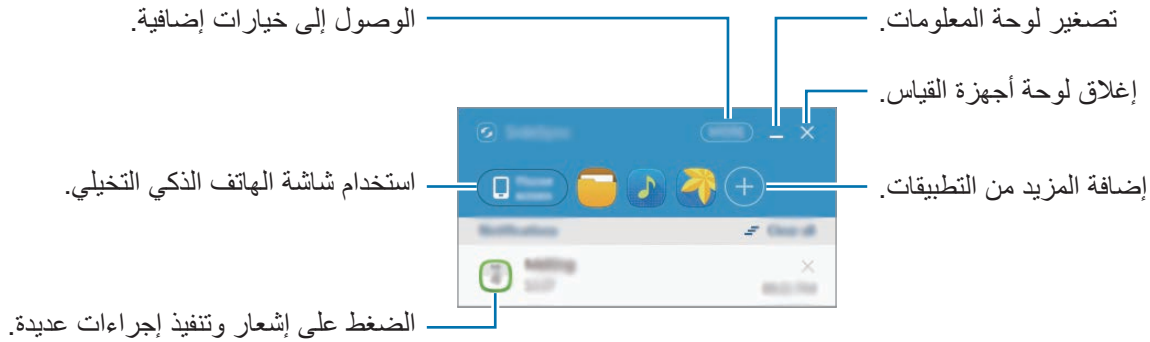 تصغير لوحة المعلومات.
الوصول إلى خيارات إضافية.
إغلاق لوحة أجهزة القياس.
إضافة المزيد من التطبيقات.
استخدام شاشة الهاتف الذكي التخيلي.
الضغط على إشعار وتنفيذ إجراءات عديدة.